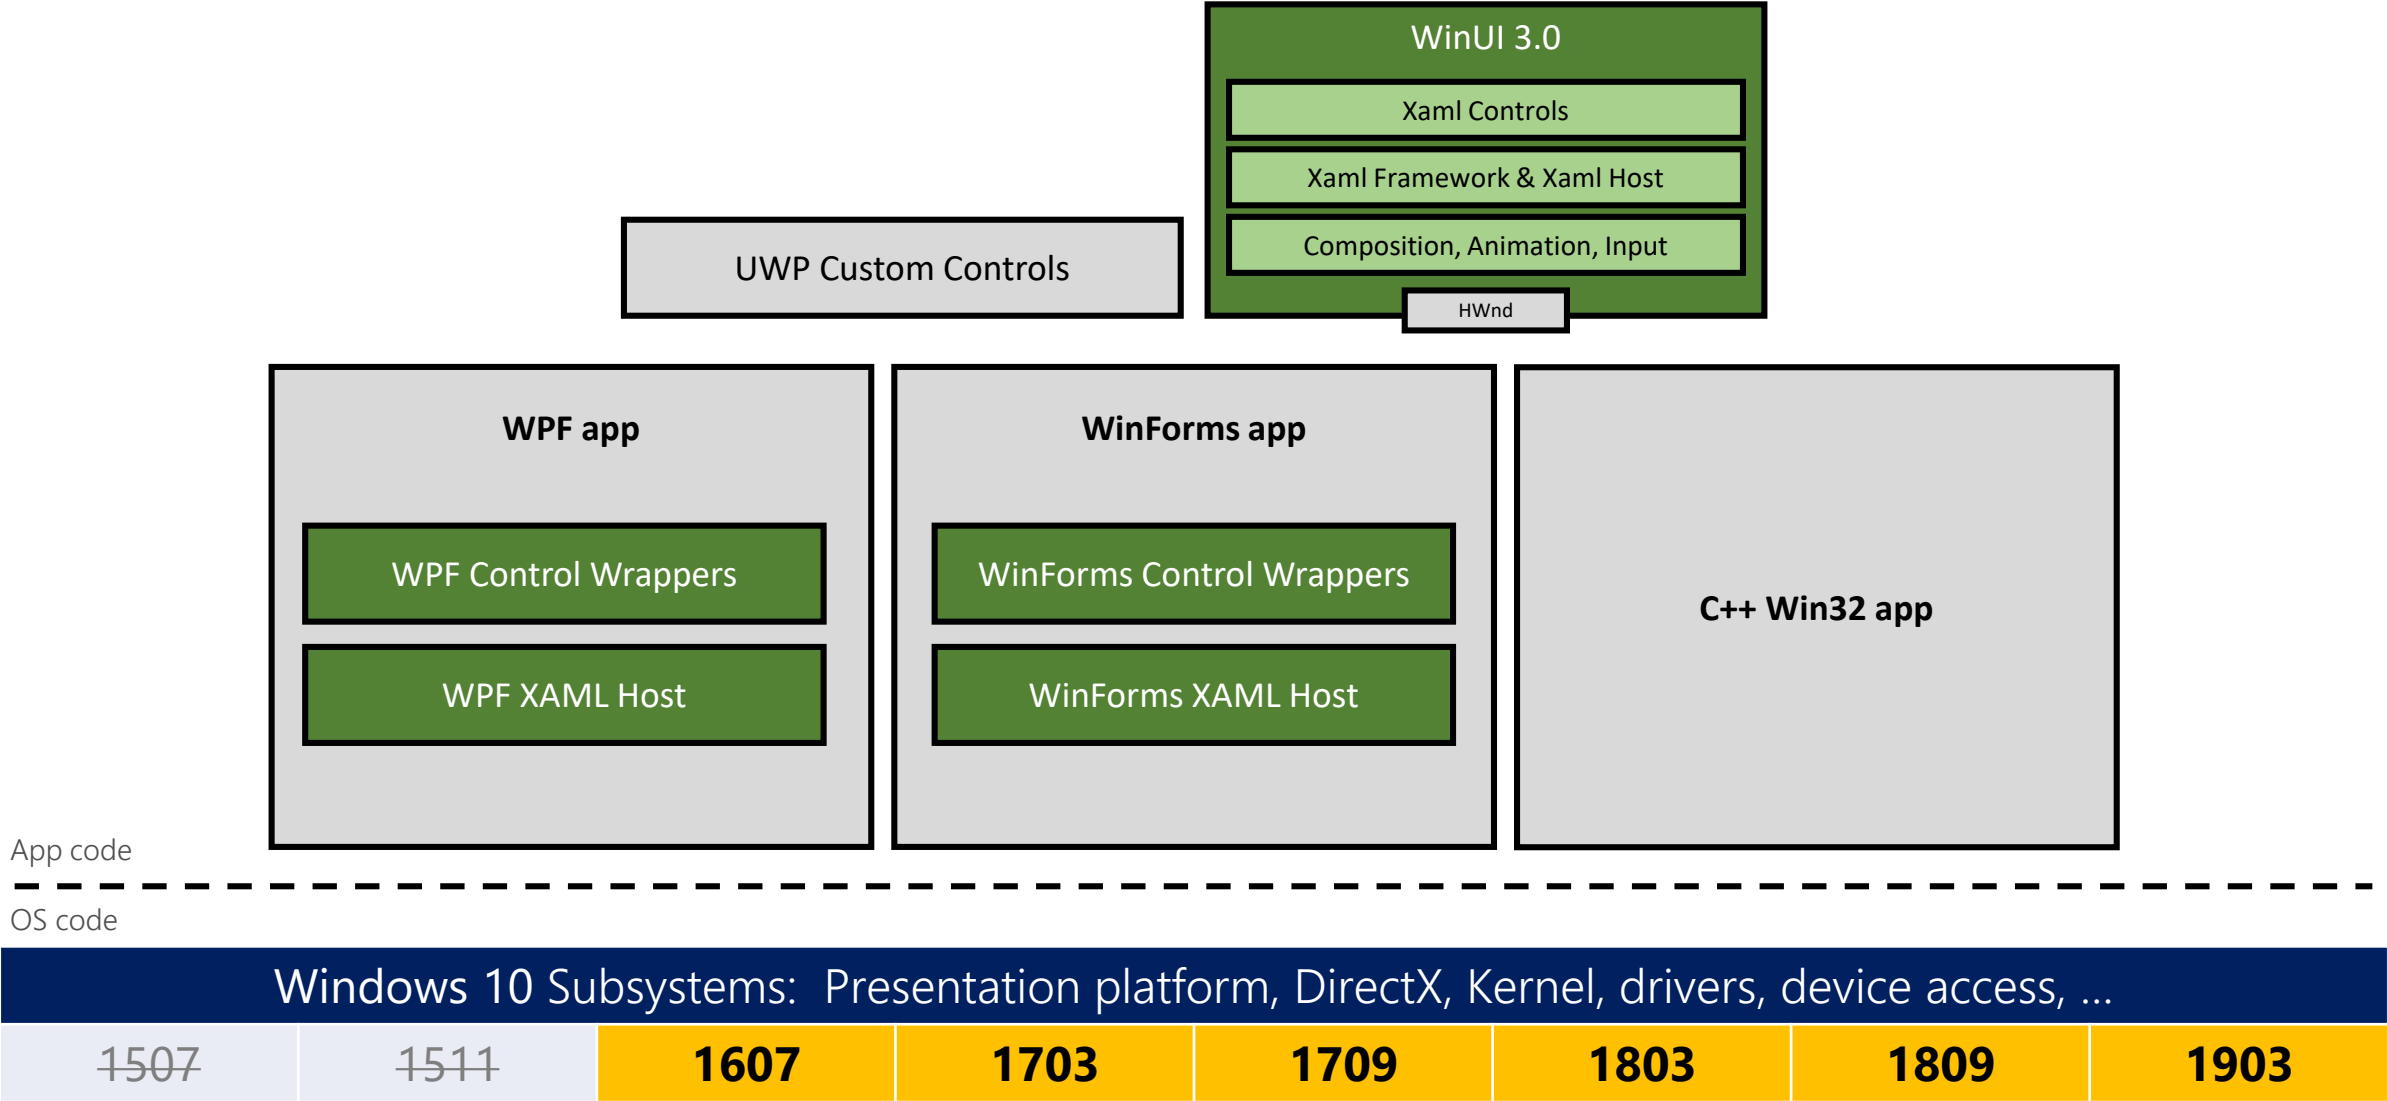 WinUI 3.0
Xaml Controls
Xaml Framework & Xaml Host
Composition, Animation, Input
HWnd
UWP Custom Controls
WPF app
WPF Control Wrappers
WPF XAML Host
WinForms app
WinForms Control Wrappers
WinForms XAML Host
C++ Win32 app
App code
OS code
Windows 10 Subsystems:  Presentation platform, DirectX, Kernel, drivers, device access, ...
1507 1511 1607 1703 1709 1803 1809 1903